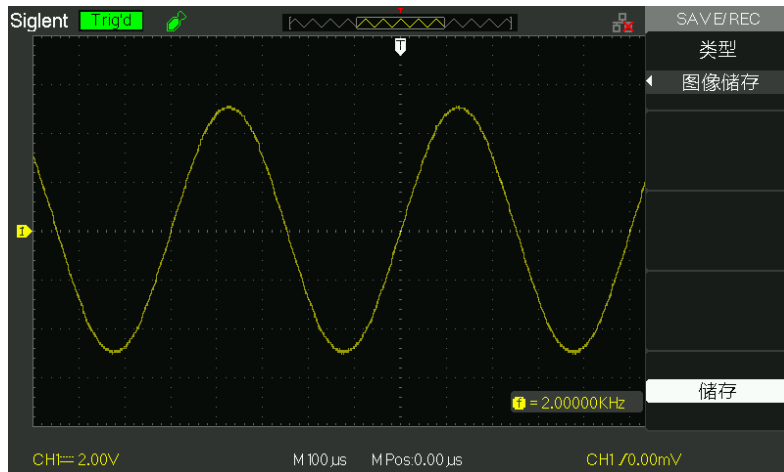 Siglent Trig'd
T
SAVE/REC
类型
图像储存
T
1
f = 2.00000KHz
储存
CH1 2.00V M 100µs M Pos:0.00µs CH1 0.00mV